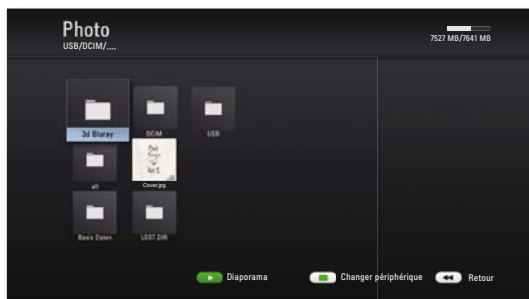 Photo
USB/DCIM/....
7527 MB/7641 MB
3d Bluray
DCIM
USB
alt
Cover.jpg
Basis Daten
LOST.DIR
Diaporama
Changer périphérique
Retour